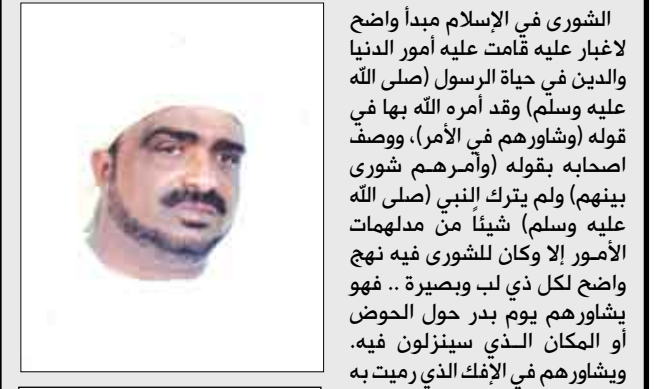 الشورى في الإسلام مبدأ واضح
لاغبار عليه قامت عليه أمور الدنيا
والدين في حياة الرسول (صلى الله
عليه وسلم) وقد أمره الله بها في
قوله (وشاورهم في الأمر)، ووصف
اصحابه بقوله (وأمرهم شورى
بينهم) ولم يترك النبي (صلى الله
عليه وسلم) شيئاً من مدلهمات
الأمور إلا وكان للشورى فيه نهج
واضح لكل ذي لب وبصيرة .. فهو
يشاورهم يوم بدر حول الحوض
أو المكان الذي سينزلون فيه.
ويشاورهم في الإفك الذي رميت به